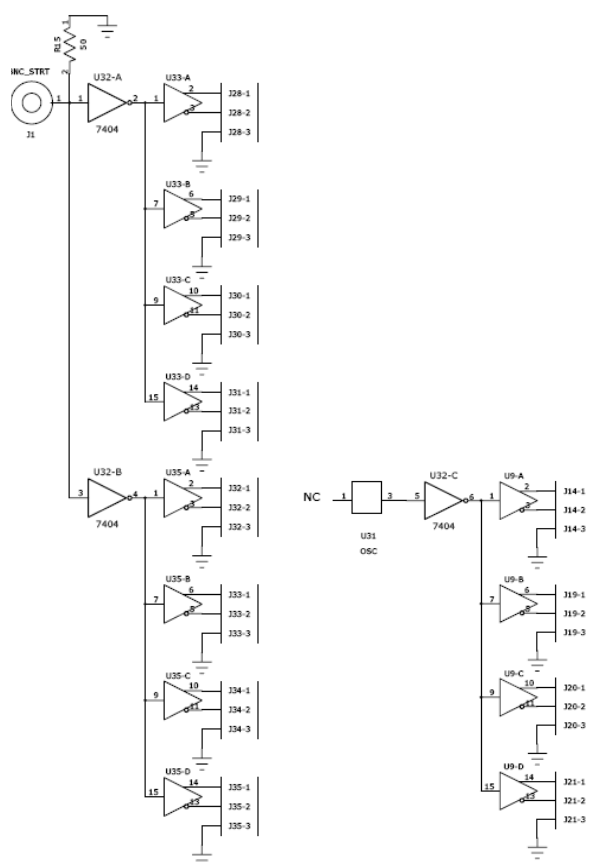 1
R15
50
2
BNC_STRT
1
J1
U32-A
1
2
7404
U33-A
1
2
3
J28-1
J28-2
J28-3
U33-B
7
6
5
J29-1
J29-2
J29-3
U33-C
9
10
11
J30-1
J30-2
J30-3
U33-D
15
14
13
J31-1
J31-2
J31-3
U32-B
3
4
7404
U35-A
1
2
3
J32-1
J32-2
J32-3
U35-B
7
6
5
J33-1
J33-2
J33-3
U35-C
9
10
11
J34-1
J34-2
J34-3
U35-D
15
14
13
J35-1
J35-2
J35-3
NC
1
3
U31
OSC
U32-C
5
6
7404
U9-A
1
2
3
J14-1
J14-2
J14-3
U9-B
7
6
5
J19-1
J19-2
J19-3
U9-C
9
10
11
J20-1
J20-2
J20-3
U9-D
15
14
13
J21-1
J21-2
J21-3